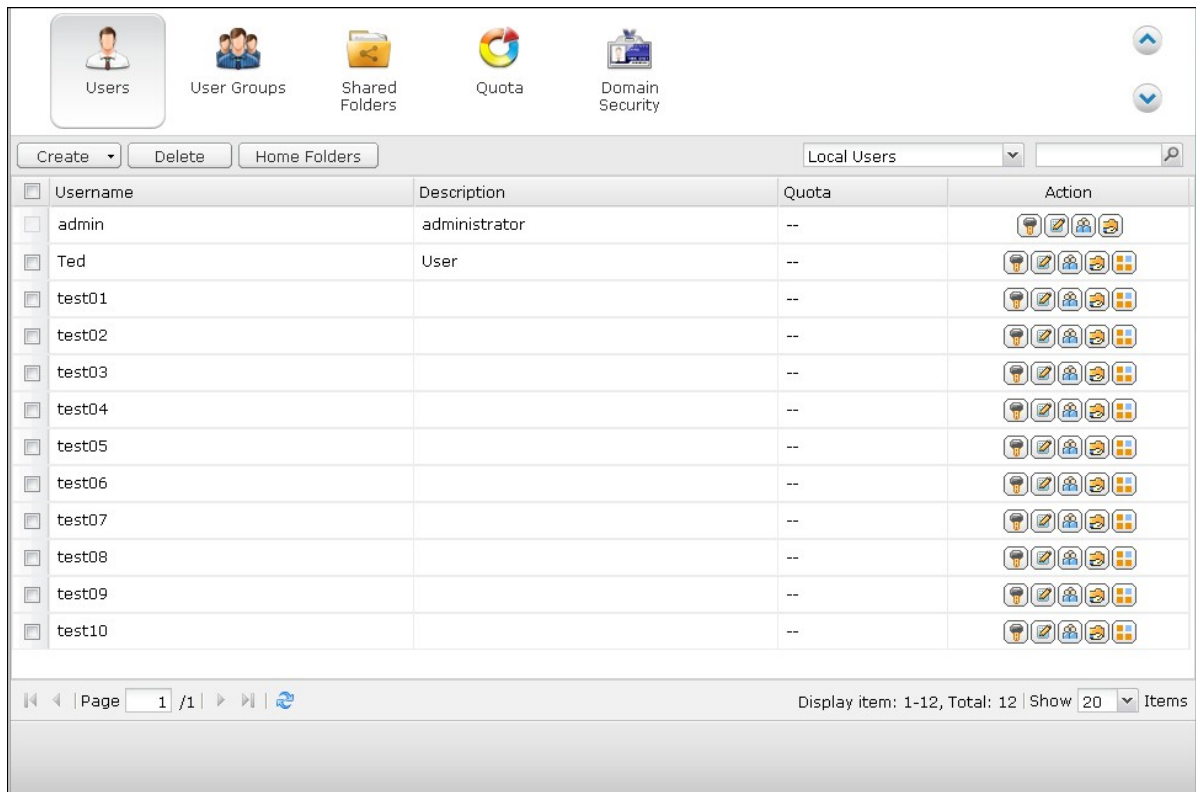 Users
User Groups
Shared
Folders
Quota
Domain
Security
Create
Delete
Home Folders
Local Users
Username Description Quota Action
admin administrator --
Ted User --
test01 --
test02 --
test03 --
test04 --
test05 --
test06 --
test07 --
test08 --
test09 --
test10 --
Page 1 /1 Display item: 1-12, Total: 12 Show 20 Items